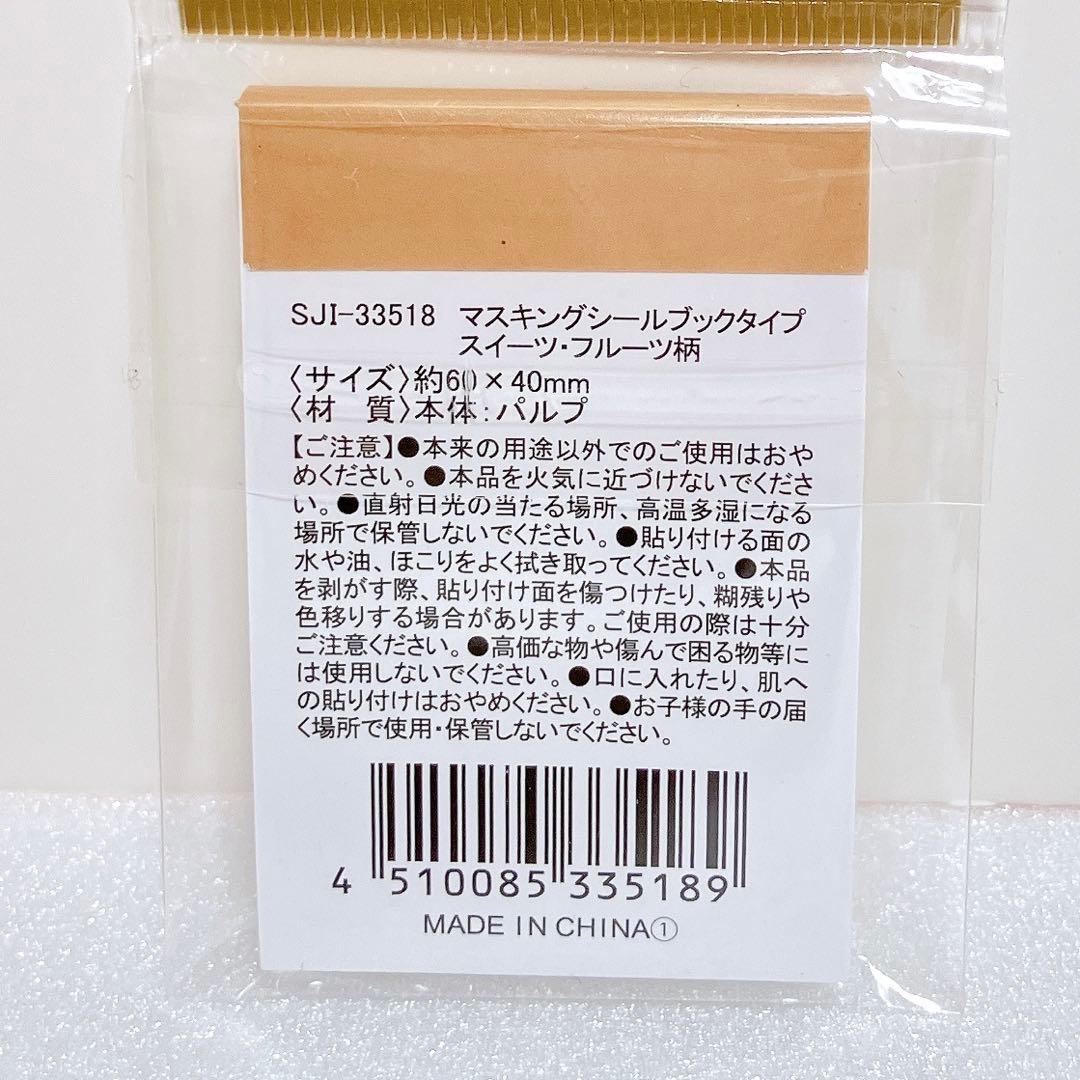 SJI-33518 マスキングシールブックタイプ
スイーツ・フルーツ柄
〈サイズ〉約60×40mm
〈材　質〉本体：パルプ
【ご注意】●本来の用途以外でのご使用はおや
めください。●本品を火気に近づけないでくださ
い。●直射日光の当たる場所、高温多湿になる
場所で保管しないでください。●貼り付ける面の
水や油、ほこりをよく拭き取ってください。●本品
を剥がす際、貼り付け面を傷つけたり、糊残りや
色移りする場合があります。ご使用の際は十分
ご注意ください。●高価な物や傷んで困る物等に
は使用しないでください。●口に入れたり、肌へ
の貼り付けはおやめください。●お子様の手の届
く場所で使用・保管しないでください。
4 510085 335189
MADE IN CHINA①